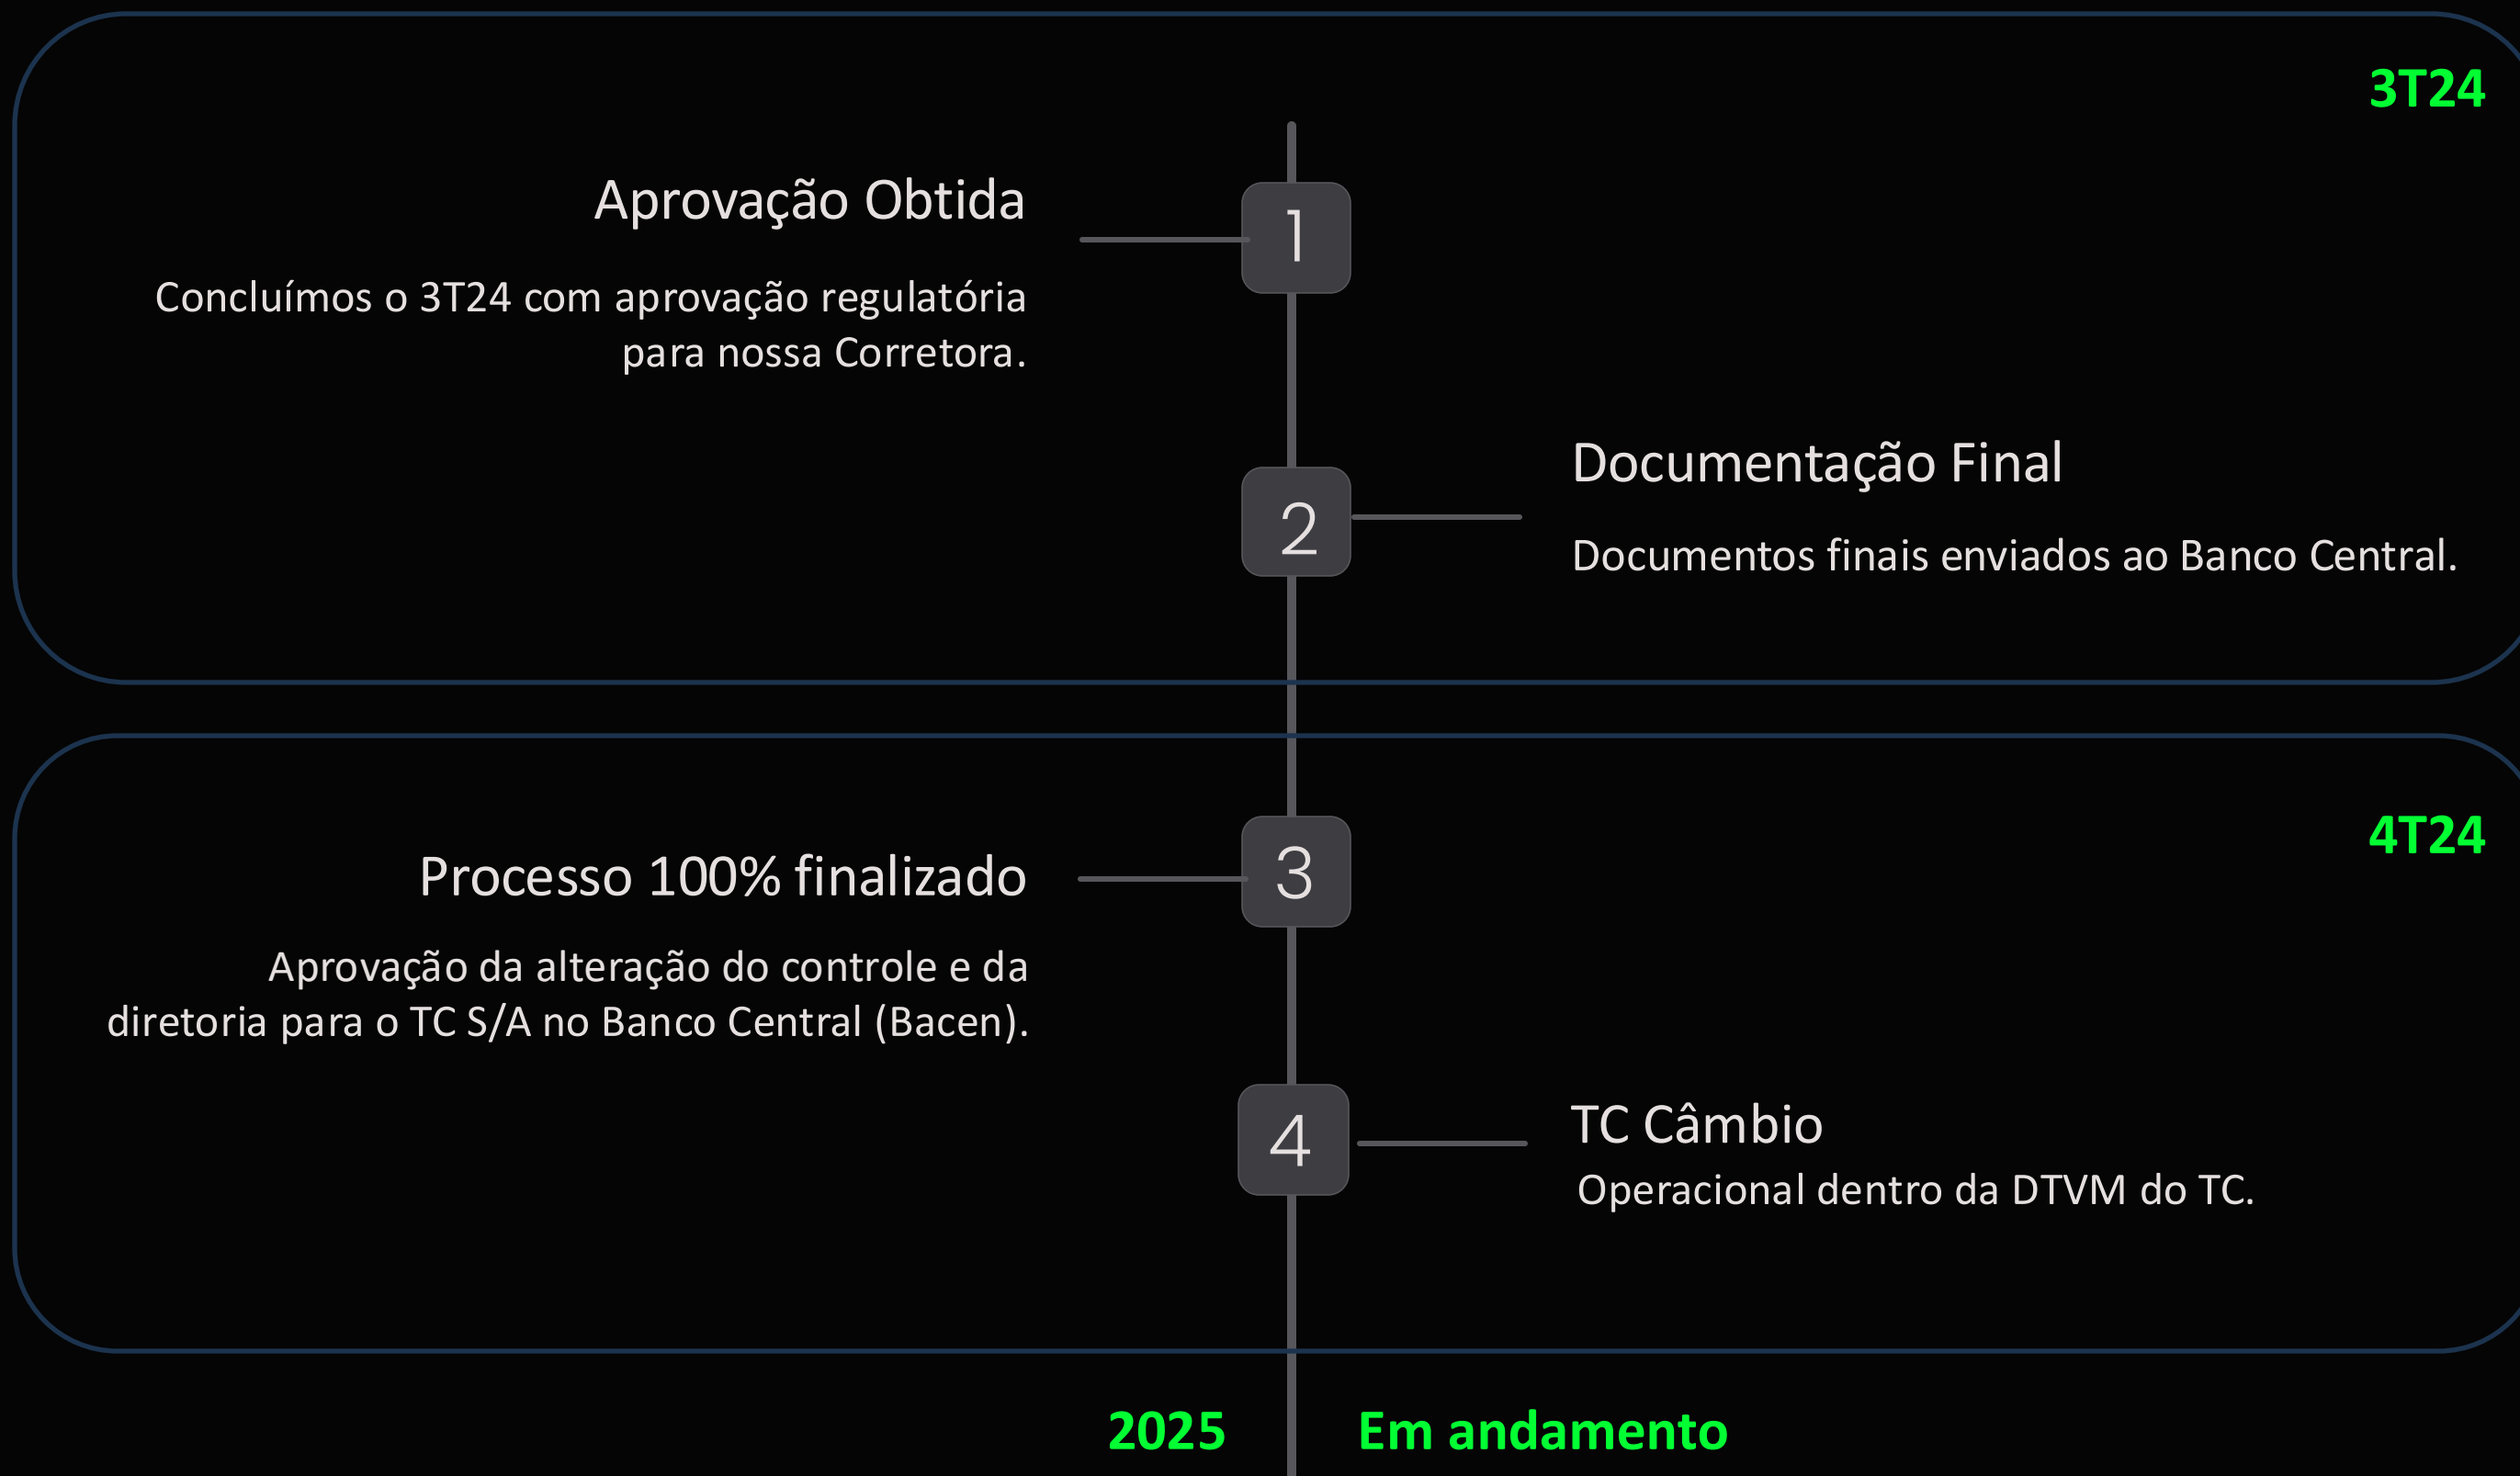 3T24
Aprovação Obtida
1
Concluímos o 3T24 com aprovação regulatória
para nossa Corretora.
2
Documentação Final
Documentos finais enviados ao Banco Central.
4T24
Processo 100% finalizado
3
Aprovação da alteração do controle e da
diretoria para o TC S/A no Banco Central (Bacen).
4
TC Câmbio
Operacional dentro da DTVM do TC.
2025
Em andamento